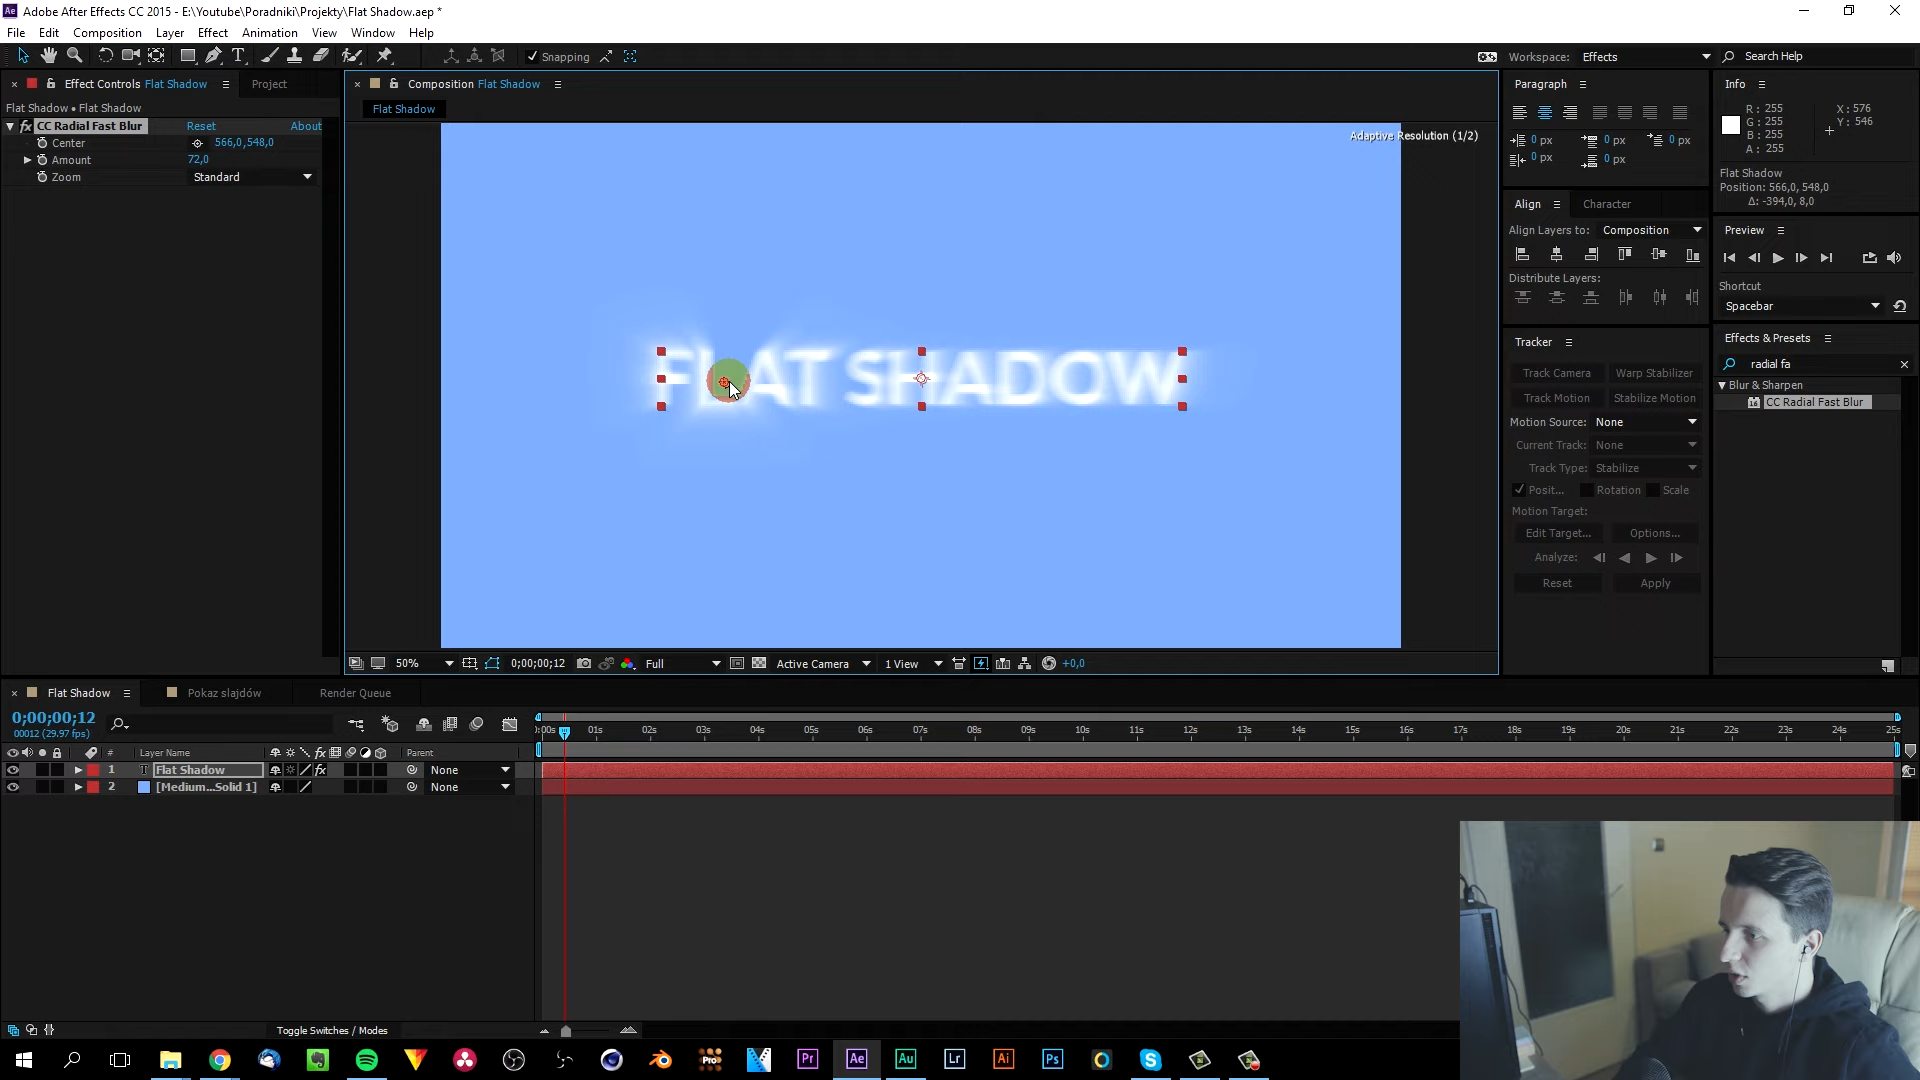 Adobe After Effects CC 2015 - E:\Youtube\Poradniki\Projekty\Flat Shadow.aep *
File Edit Composition Layer Effect Animation View Window Help
Snapping
Workspace: Effects
Search Help
Effect Controls Flat Shadow
Project
Flat Shadow • Flat Shadow
fx CC Radial Fast Blur Reset About
Center 566,0,548,0
Amount 72,0
Zoom Standard
Composition Flat Shadow
Flat Shadow
Adaptive Resolution (1/2)
FLAT SHADOW
50%
0;00;00;12
Full
Active Camera
1 View
+0,0
Paragraph
0 px
0 px
0 px
0 px
0 px
Align
Character
Align Layers to: Composition
Distribute Layers:
Tracker
Track Camera Warp Stabilizer
Track Motion Stabilize Motion
Motion Source: None
Current Track: None
Track Type: Stabilize
Posit... Rotation Scale
Motion Target:
Edit Target... Options...
Analyze:
Reset Apply
Info
R: 255
G: 255
B: 255
A: 255
X: 576
Y: 546
Flat Shadow
Position: 566,0, 548,0
Δ: -394,0, 8,0
Preview
Shortcut
Spacebar
Effects & Presets
radial fa
Blur & Sharpen
CC Radial Fast Blur
Flat Shadow
Pokaz slajdów
Render Queue
0;00;00;12
00012 (29.97 fps)
# Layer Name fx Parent
1 T Flat Shadow fx None
2 [Medium...Solid 1] None
:00s 01s 02s 03s 04s 05s 06s 07s 08s 09s 10s 11s 12s 13s 14s 15s 16s 17s 18s 19s 20s 21s 22s 23s 24s 25s
Toggle Switches / Modes
Pro Pr Ae Au Lr Ai Ps